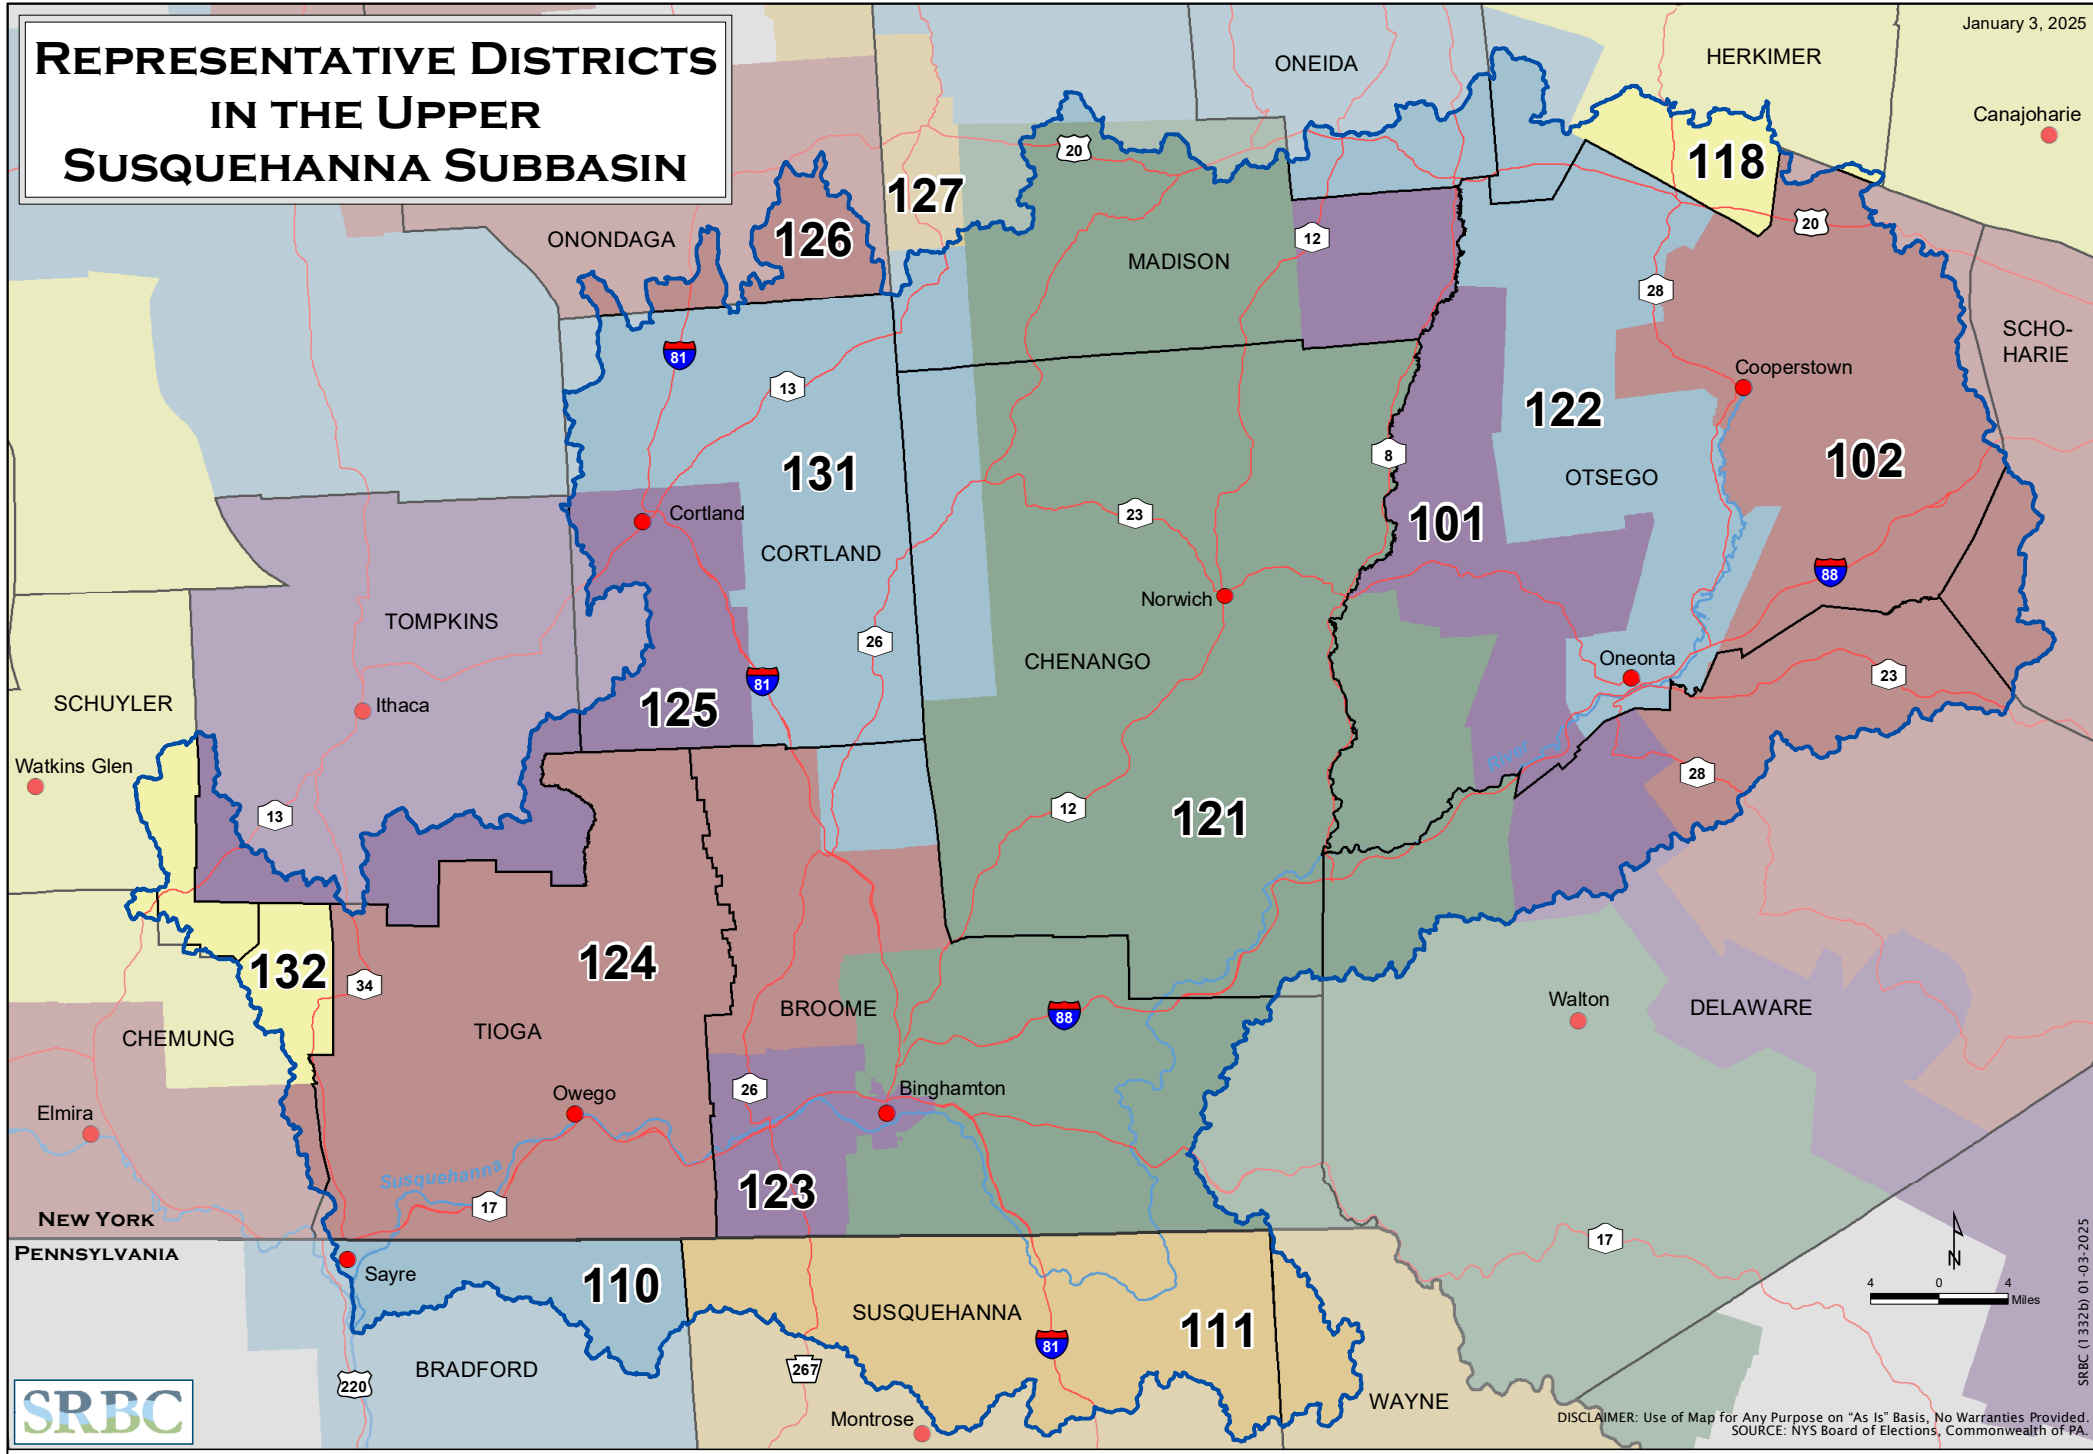 REPRESENTATIVE DISTRICTS
IN THE UPPER
SUSQUEHANNA SUBBASIN
January 3, 2025
ONEIDA
HERKIMER
Canajoharie
20
118
127
126
ONONDAGA
12
20
MADISON
28
SCHO-
HARIE
81
13
Cooperstown
122
8
131
102
OTSEGO
Cortland
23
101
CORTLAND
88
Norwich
TOMPKINS
26
CHENANGO
Oneonta
81
23
SCHUYLER
Ithaca
125
River
Watkins Glen
28
13
12
121
132
124
34
BROOME
Walton
DELAWARE
88
TIOGA
CHEMUNG
26
Binghamton
Owego
Elmira
Susquehanna
123
17
NEW YORK
17
N
PENNSYLVANIA
Sayre
110
4 0 4
Miles
SUSQUEHANNA
111
81
BRADFORD
267
220
WAYNE
Montrose
SRBC
DISCLAIMER: Use of Map for Any Purpose on "As Is" Basis, No Warranties Provided.
SOURCE: NYS Board of Elections, Commonwealth of PA.
SRBC (1332b) 01-03-2025